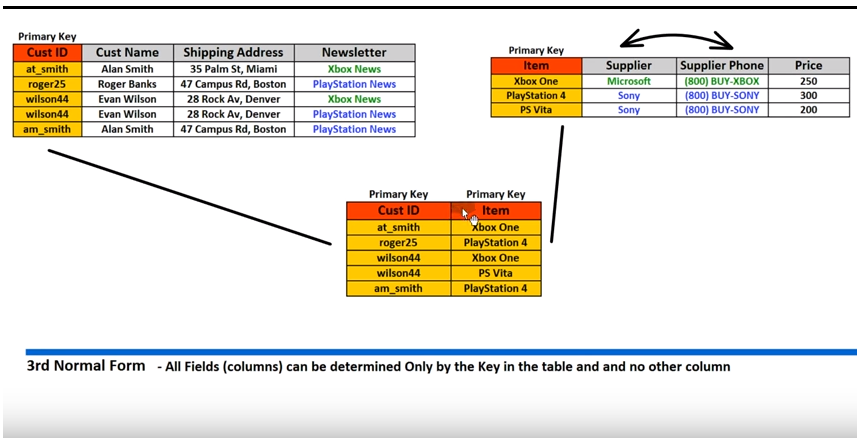 Primary Key
Cust ID Cust Name Shipping Address Newsletter
at_smith Alan Smith 35 Palm St, Miami Xbox News
roger25 Roger Banks 47 Campus Rd, Boston PlayStation News
wilson44 Evan Wilson 28 Rock Av, Denver Xbox News
wilson44 Evan Wilson 28 Rock Av, Denver PlayStation News
am_smith Alan Smith 47 Campus Rd, Boston PlayStation News
Primary Key
Item Supplier Supplier Phone Price
Xbox One Microsoft (800) BUY-XBOX 250
PlayStation 4 Sony (800) BUY-SONY 300
PS Vita Sony (800) BUY-SONY 200
Primary Key Primary Key
Cust ID Item
at_smith Xbox One
roger25 PlayStation 4
wilson44 Xbox One
wilson44 PS Vita
am_smith PlayStation 4
3rd Normal Form - All Fields (columns) can be determined Only by the Key in the table and and no other column